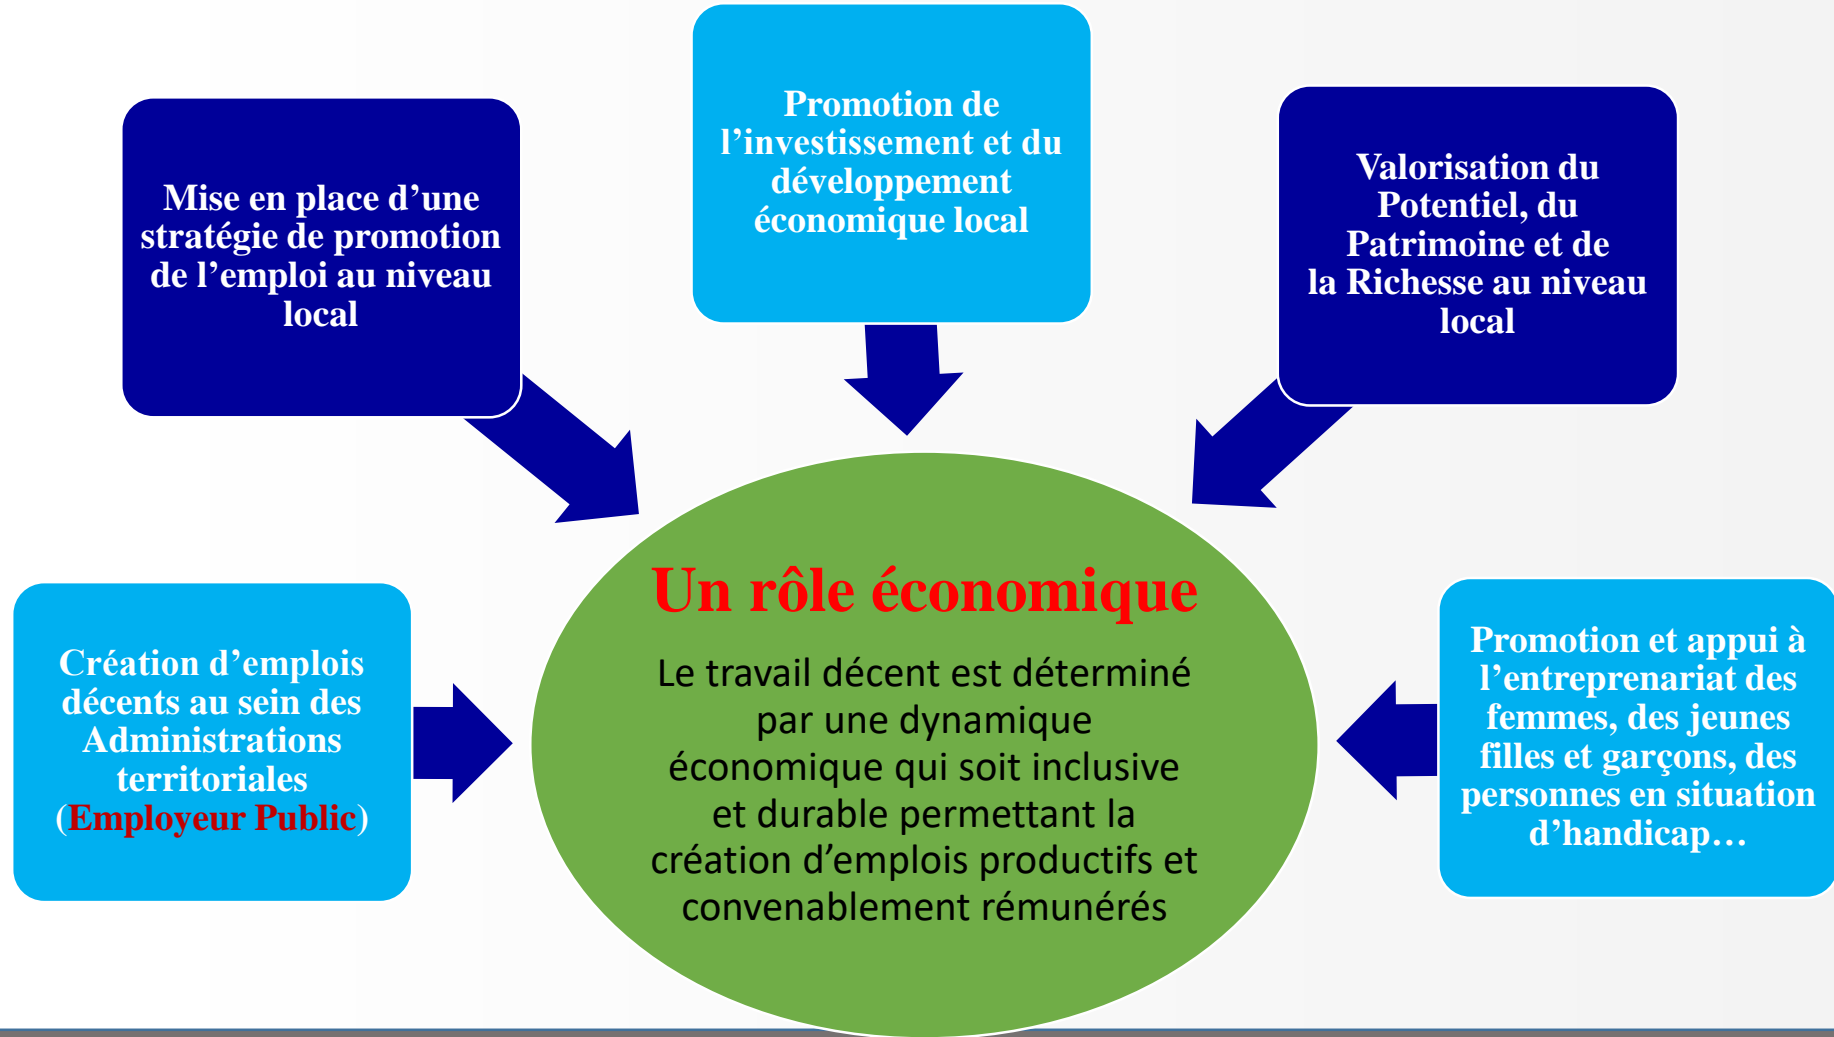 Promotion de
l’investissement et du
développement
économique local
Mise en place d’une
stratégie de promotion
de l’emploi au niveau
local
Valorisation du
Potentiel, du
Patrimoine et de
la Richesse au niveau
local
Création d’emplois
décents au sein des
Administrations
territoriales
(Employeur Public)
Un rôle économique
Le travail décent est déterminé
par une dynamique
économique qui soit inclusive
et durable permettant la
création d’emplois productifs et
convenablement rémunérés
Promotion et appui à
l’entreprenariat des
femmes, des jeunes
filles et garçons, des
personnes en situation
d’handicap…